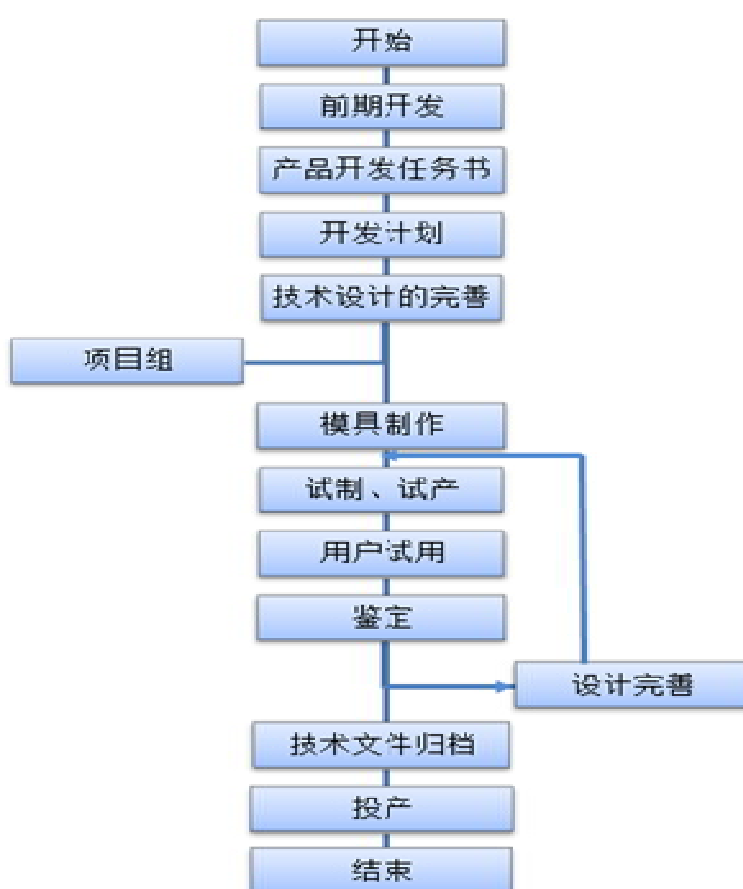 开始
前期开发
产品开发任务书
开发计划
技术设计的完善
项目组
模具制作
试制、试产
用户试用
鉴定
设计完善
技术文件归档
投产
结束